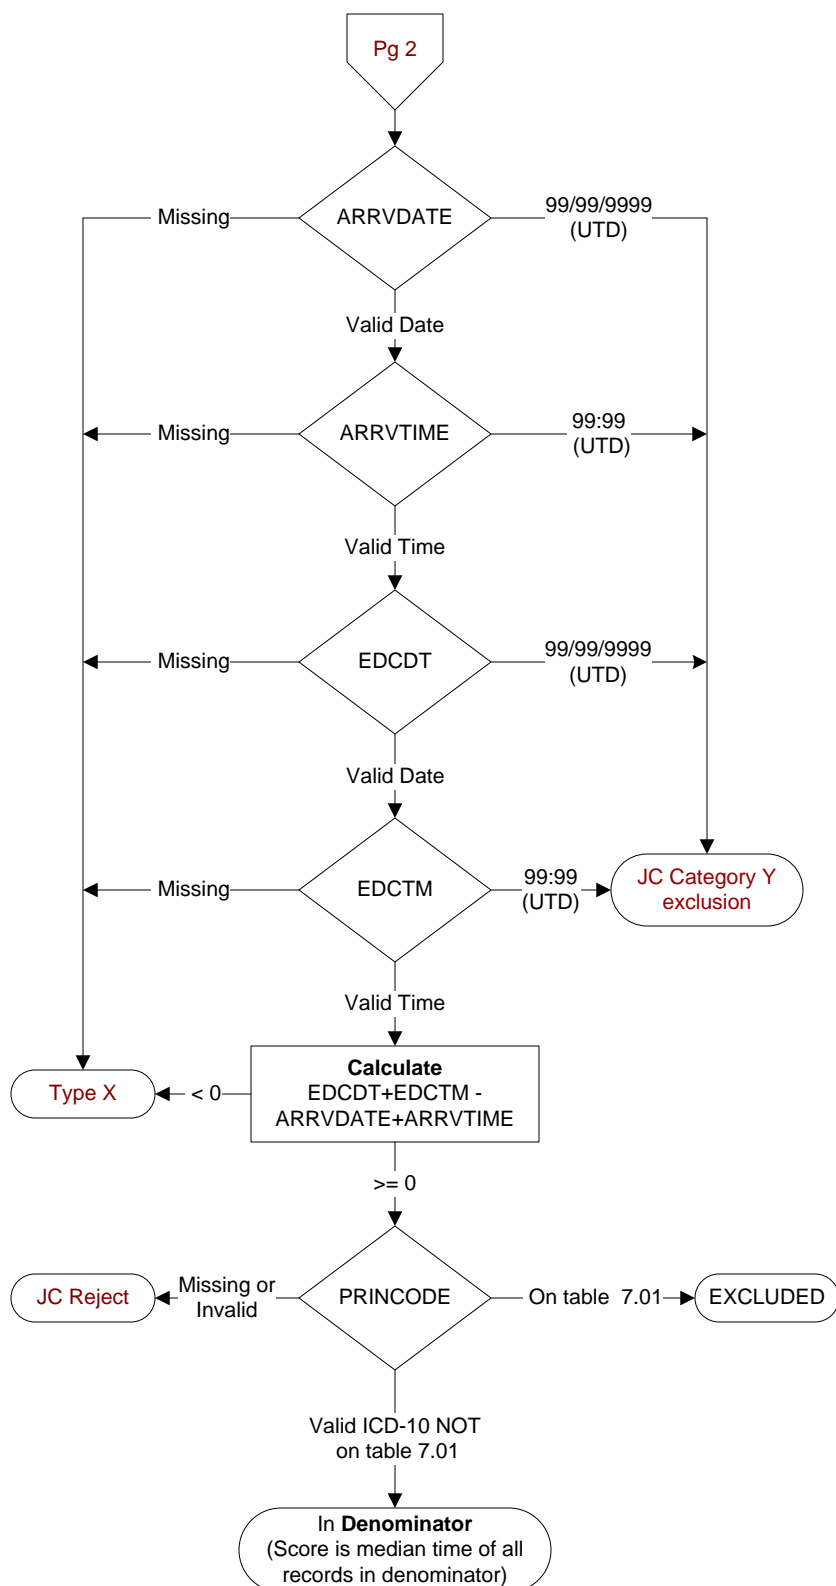 Pg 2
ARRVDATE
Missing
99/99/9999
(UTD)
Valid Date
ARRVTIME
Missing
99:99
(UTD)
Valid Time
EDCDT
Missing
99/99/9999
(UTD)
Valid Date
EDCTM
Missing
99:99
(UTD)
JC Category Y
exclusion
Valid Time
Calculate
EDCDT+EDCTM -
ARRVDATE+ARRVTIME
< 0
Type X
>= 0
PRINCODE
Missing or
Invalid
JC Reject
On table 7.01
EXCLUDED
Valid ICD-10 NOT
on table 7.01
In Denominator
(Score is median time of all
records in denominator)